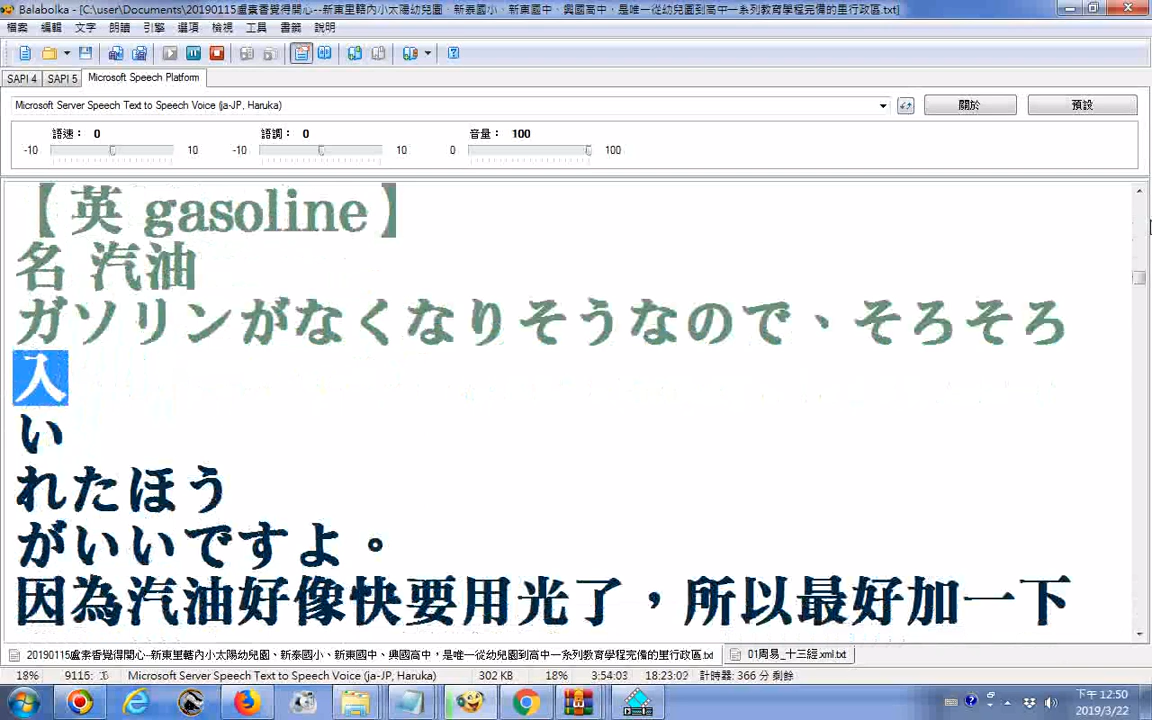 Balabolka - [C:\user\Documents\20190115盧素香覺得開心--新東里轄內小太陽幼兒園、新泰國小、新東國中、興國高中，是唯一從幼兒園到高中一系列教育學程完備的里行政區.txt]
檔案 編輯 文字 朗讀 引擎 選項 檢視 工具 書籤 說明
SAPI 4 SAPI 5 Microsoft Speech Platform
Microsoft Server Speech Text to Speech Voice (ja-JP, Haruka) 關於 預設
語速： 0 語調： 0 音量： 100
-10 10 -10 10 0 100
【英 gasoline】
名 汽油
ガソリンがなくなりそうなので、そろそろ
入
い
れたほう
がいいですよ。
因為汽油好像快要用光了，所以最好加一下
20190115盧素香覺得開心--新東里轄內小太陽幼兒園、新泰國小、新東國中、興國高中，是唯一從幼兒園到高中一系列教育學程完備的里行政區.txt 01周易_十三經.xml.txt
18% 9115: Microsoft Server Speech Text to Speech Voice (ja-JP, Haruka) 302 KB 18% 3:54:03 18:23:02 計時器: 366 分 剩餘
下午 12:50
2019/3/22